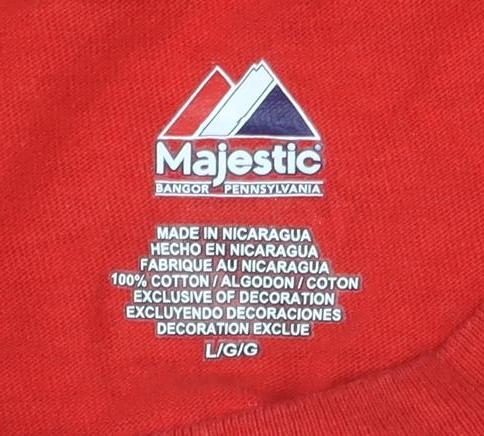 Majestic
BANGOR PENNSYLVANIA
MADE IN NICARAGUA
HECHO EN NICARAGUA
FABRIQUE AU NICARAGUA
100% COTTON / ALGODON / COTON
EXCLUSIVE OF DECORATION
EXCLUYENDO DECORACIONES
DECORATION EXCLUE
L/G/G